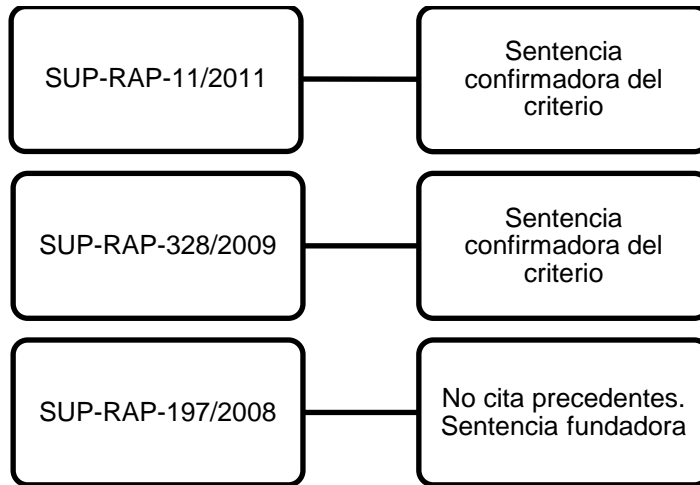 SUP-RAP-11/2011
Sentencia
confirmadora del
criterio
SUP-RAP-328/2009
Sentencia
confirmadora del
criterio
SUP-RAP-197/2008
No cita precedentes.
Sentencia fundadora